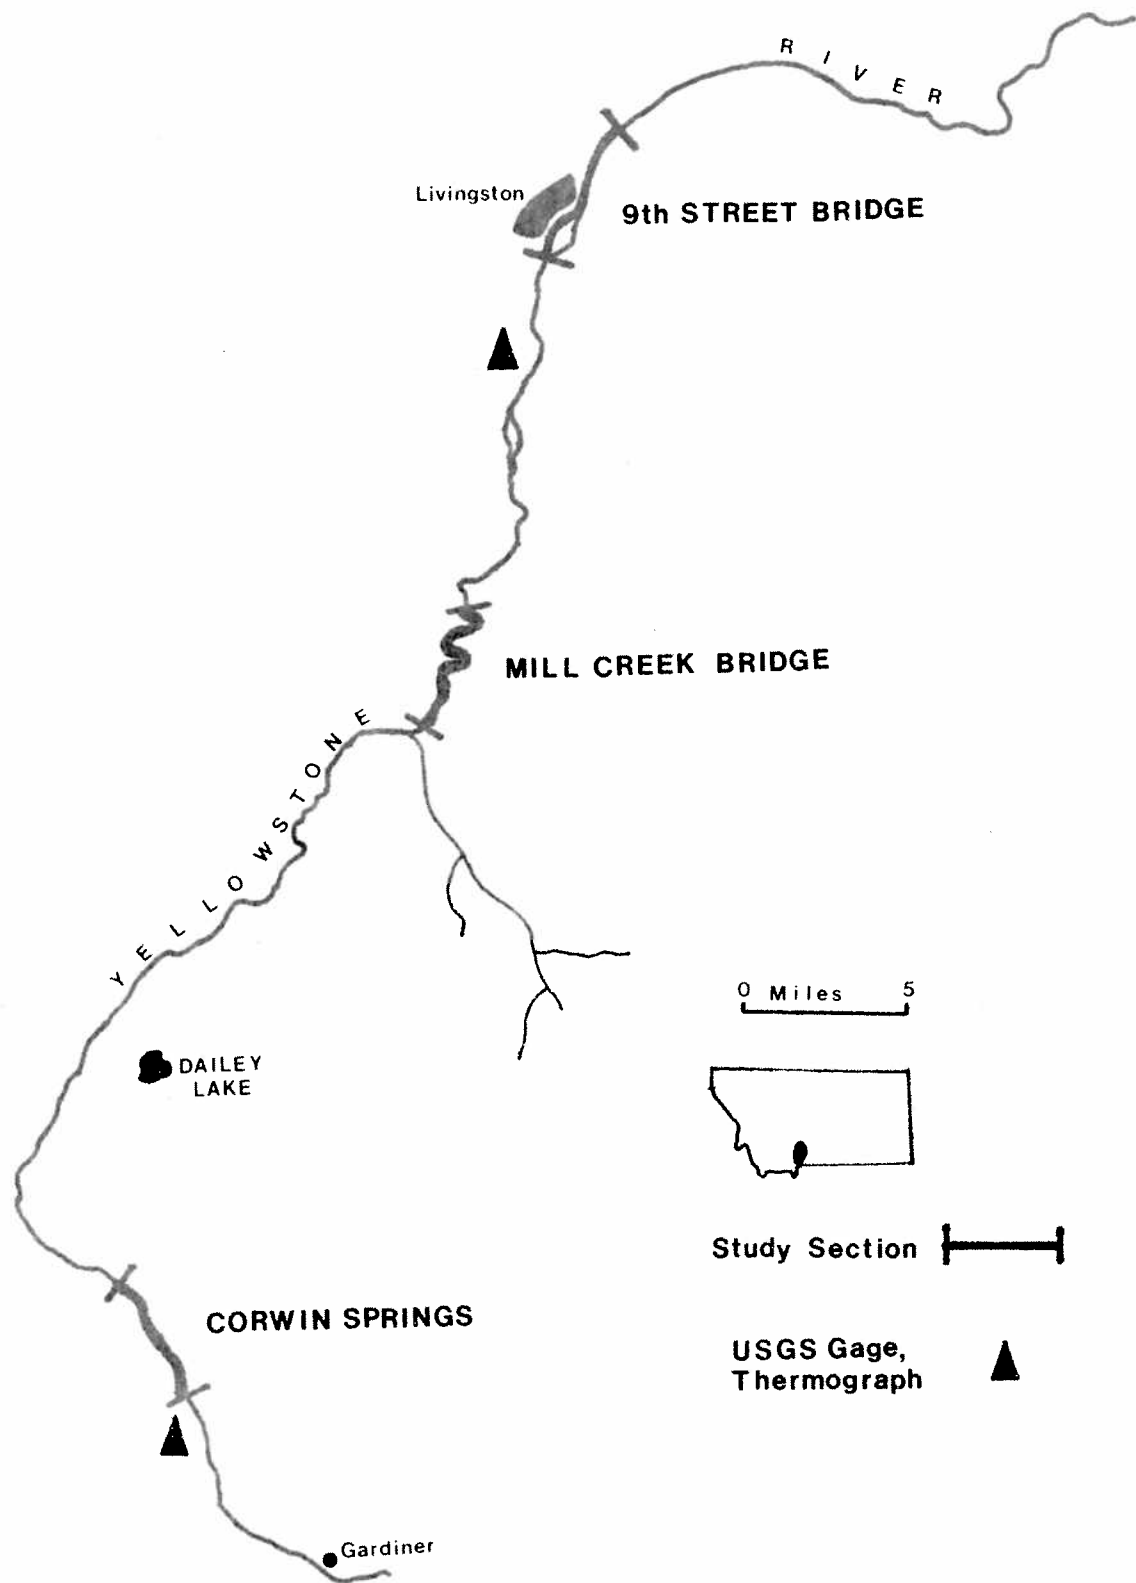 RIVER
Livingston
9th STREET BRIDGE
MILL CREEK BRIDGE
YELLOWSTONE
0 Miles 5
DAILEY
LAKE
Study Section
CORWIN SPRINGS
USGS Gage,
Thermograph
Gardiner